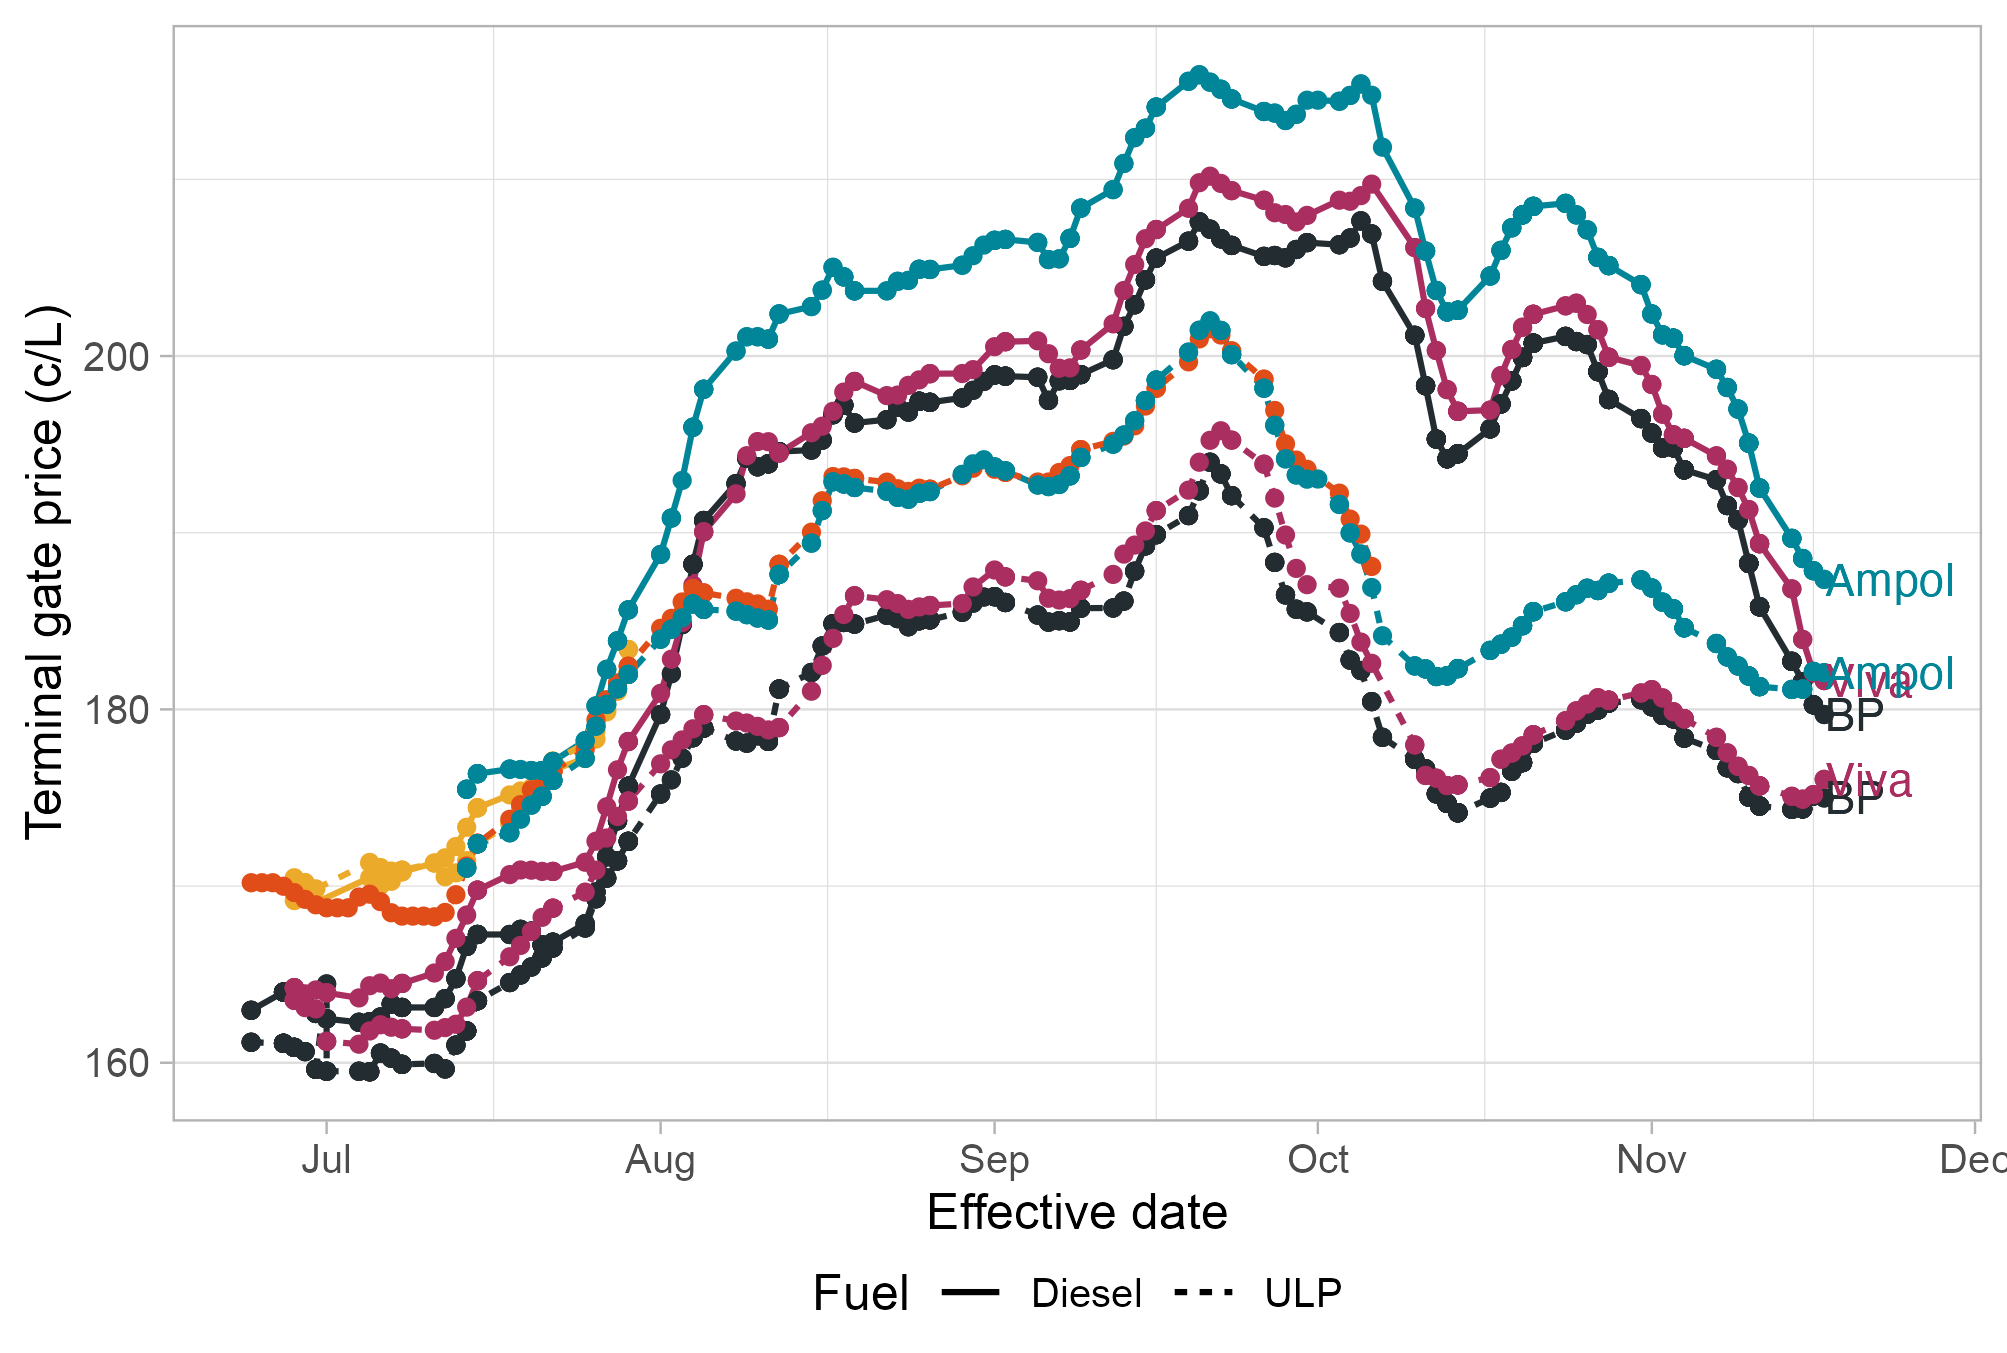 Terminal gate price (c/L)
200
180
160
Ampol
Viva
Ampol
BP
Viva
BP
Jul Aug Sep Oct Nov Dec
Effective date
Fuel Diesel ULP